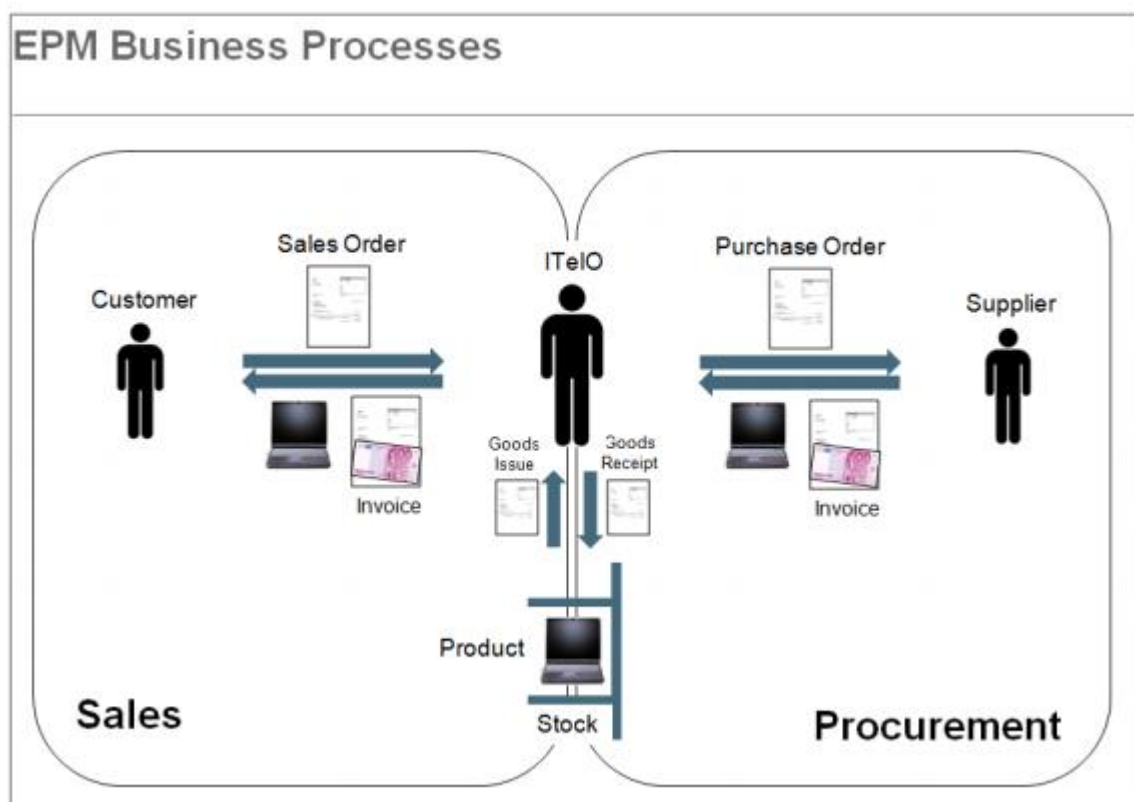 EPM Business Processes
Sales Order
ITelO
Purchase Order
Customer
Supplier
Goods
Issue
Goods
Receipt
Invoice
Invoice
Product
Sales
Stock
Procurement